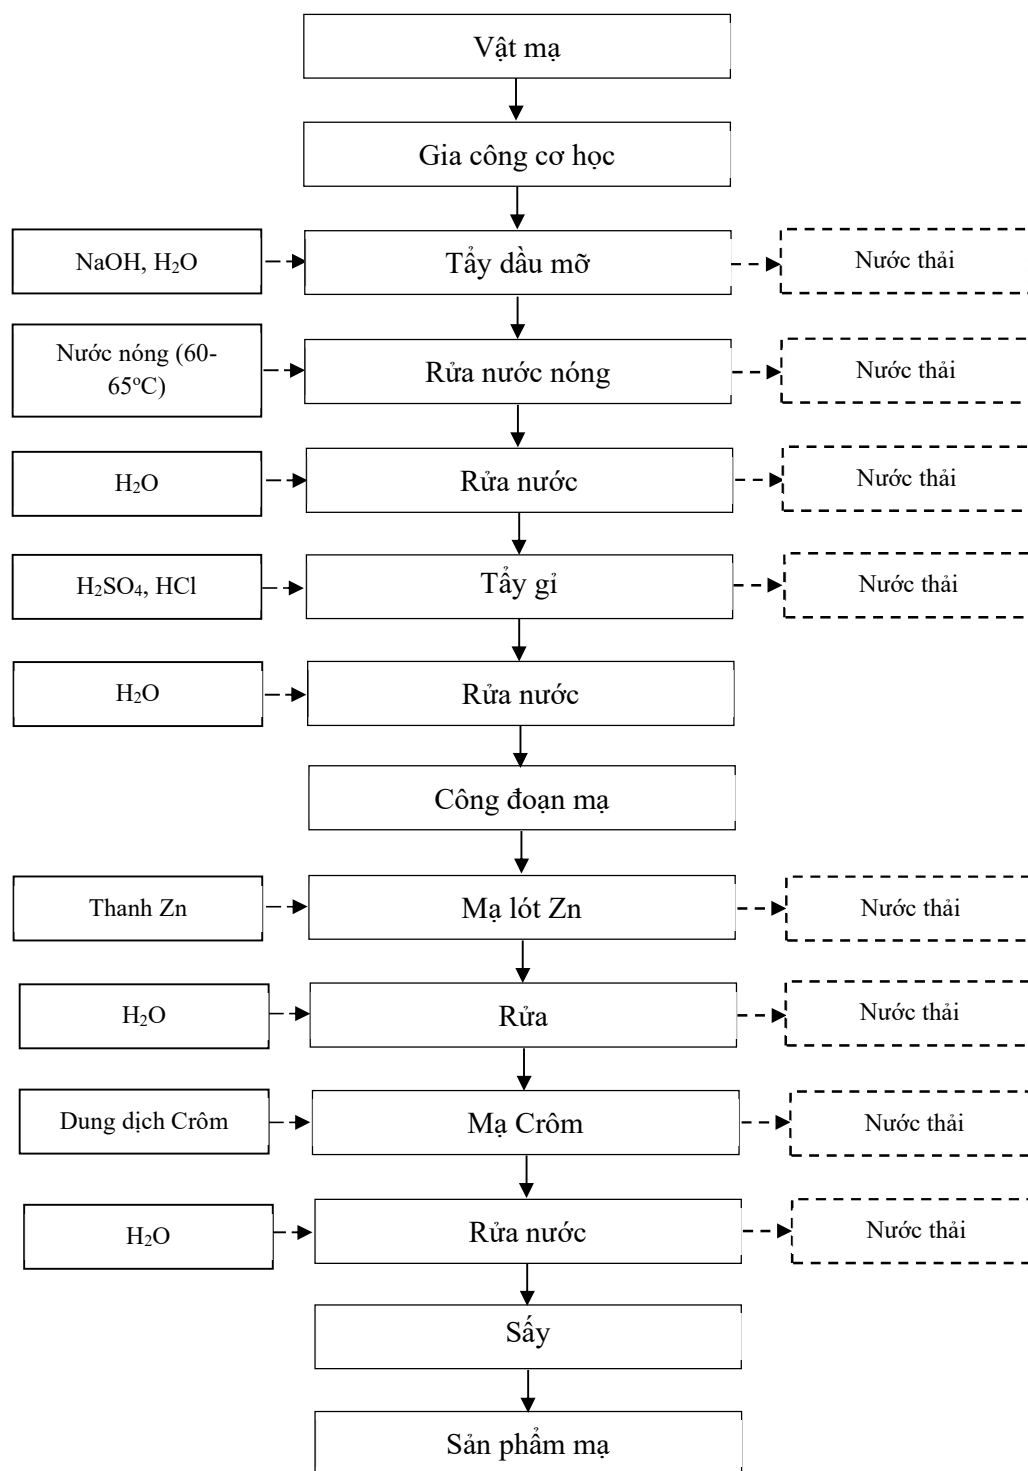 Vật mạ
Gia công cơ học
NaOH, H₂O
Tẩy dầu mỡ
Nước thải
Nước nóng (60-
65ºC)
Rửa nước nóng
Nước thải
H₂O
Rửa nước
Nước thải
H₂SO₄, HCl
Tẩy gỉ
Nước thải
H₂O
Rửa nước
Công đoạn mạ
Thanh Zn
Mạ lót Zn
Nước thải
H₂O
Rửa
Nước thải
Dung dịch Crôm
Mạ Crôm
Nước thải
H₂O
Rửa nước
Nước thải
Sấy
Sản phẩm mạ